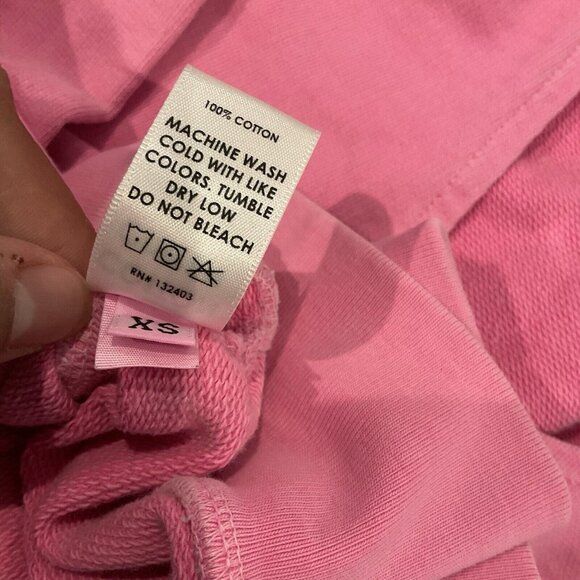 100% COTTON
MACHINE WASH
COLD WITH LIKE
COLORS. TUMBLE
DRY LOW
DO NOT BLEACH
RN# 132403
XS